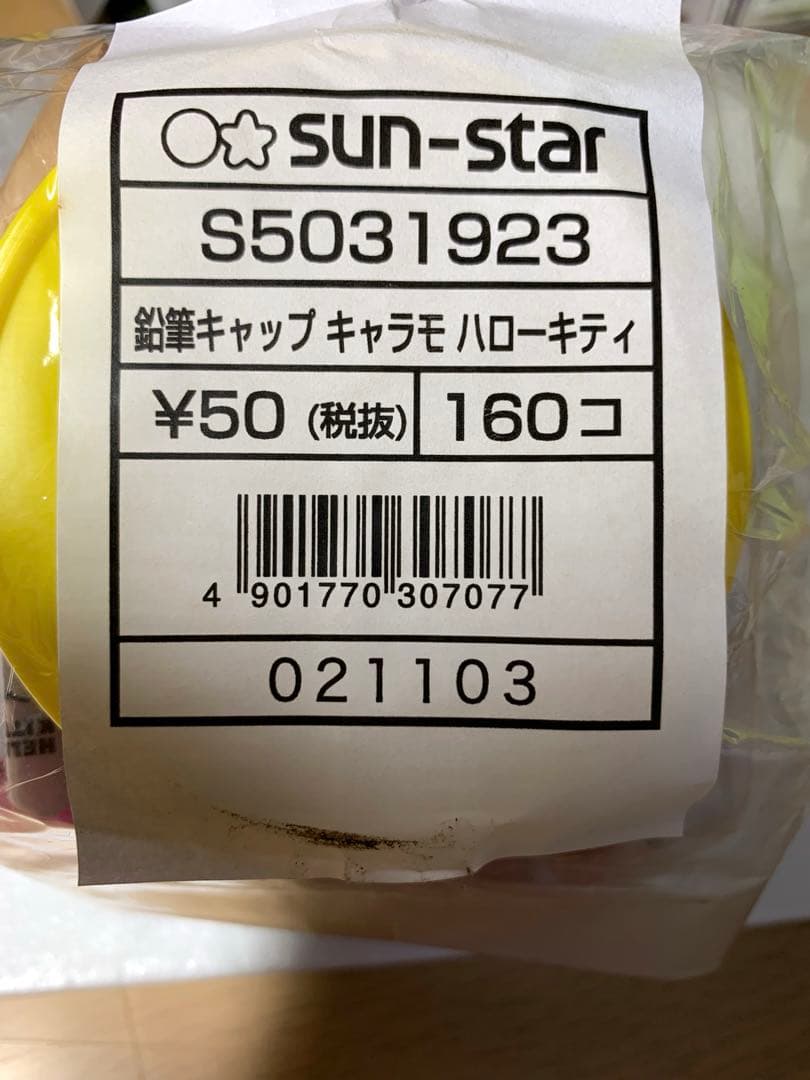 sun-star
S5031923
鉛筆キャップ キャラモ ハローキティ
¥50 (税抜) 160コ
4 901770 307077
021103